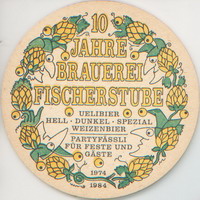 10
JAHRE
BRAUEREI
FISCHERSTUBE
UELIBIER
HELL · DUNKEL · SPEZIAL
WEIZENBIER
PARTYFÄSSLI
FÜR FESTE UND
GÄSTE
1974
1984